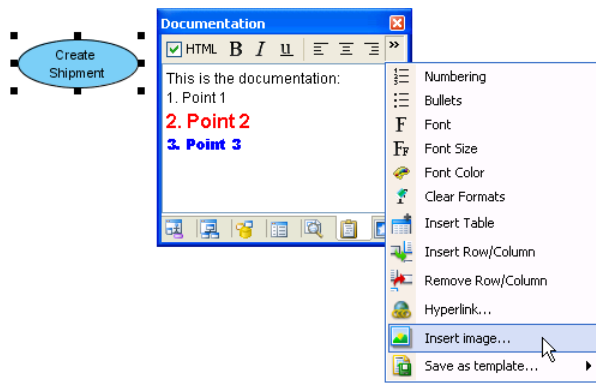 Create
Shipment
Documentation
HTML B I u »
This is the documentation:
1. Point 1
2. Point 2
3. Point 3
Numbering
Bullets
F Font
FF Font Size
Font Color
Clear Formats
Insert Table
Insert Row/Column
Remove Row/Column
Hyperlink...
Insert image...
Save as template...